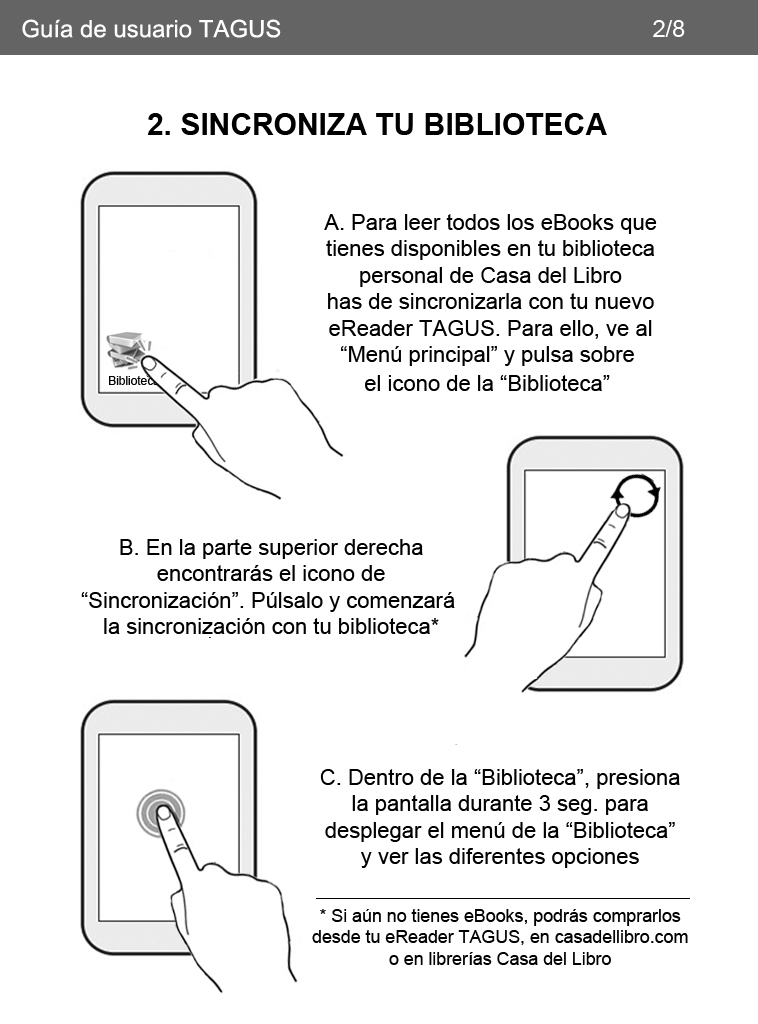 Guía de usuario TAGUS 2/8
2. SINCRONIZA TU BIBLIOTECA
A. Para leer todos los eBooks que
tienes disponibles en tu biblioteca
personal de Casa del Libro
has de sincronizarla con tu nuevo
eReader TAGUS. Para ello, ve al
“Menú principal” y pulsa sobre
el icono de la “Biblioteca”
B. En la parte superior derecha
encontrarás el icono de
“Sincronización”. Púlsalo y comenzará
la sincronización con tu biblioteca*
C. Dentro de la “Biblioteca”, presiona
la pantalla durante 3 seg. para
desplegar el menú de la “Biblioteca”
y ver las diferentes opciones
* Si aún no tienes eBooks, podrás comprarlos
desde tu eReader TAGUS, en casadellibro.com
o en librerías Casa del Libro